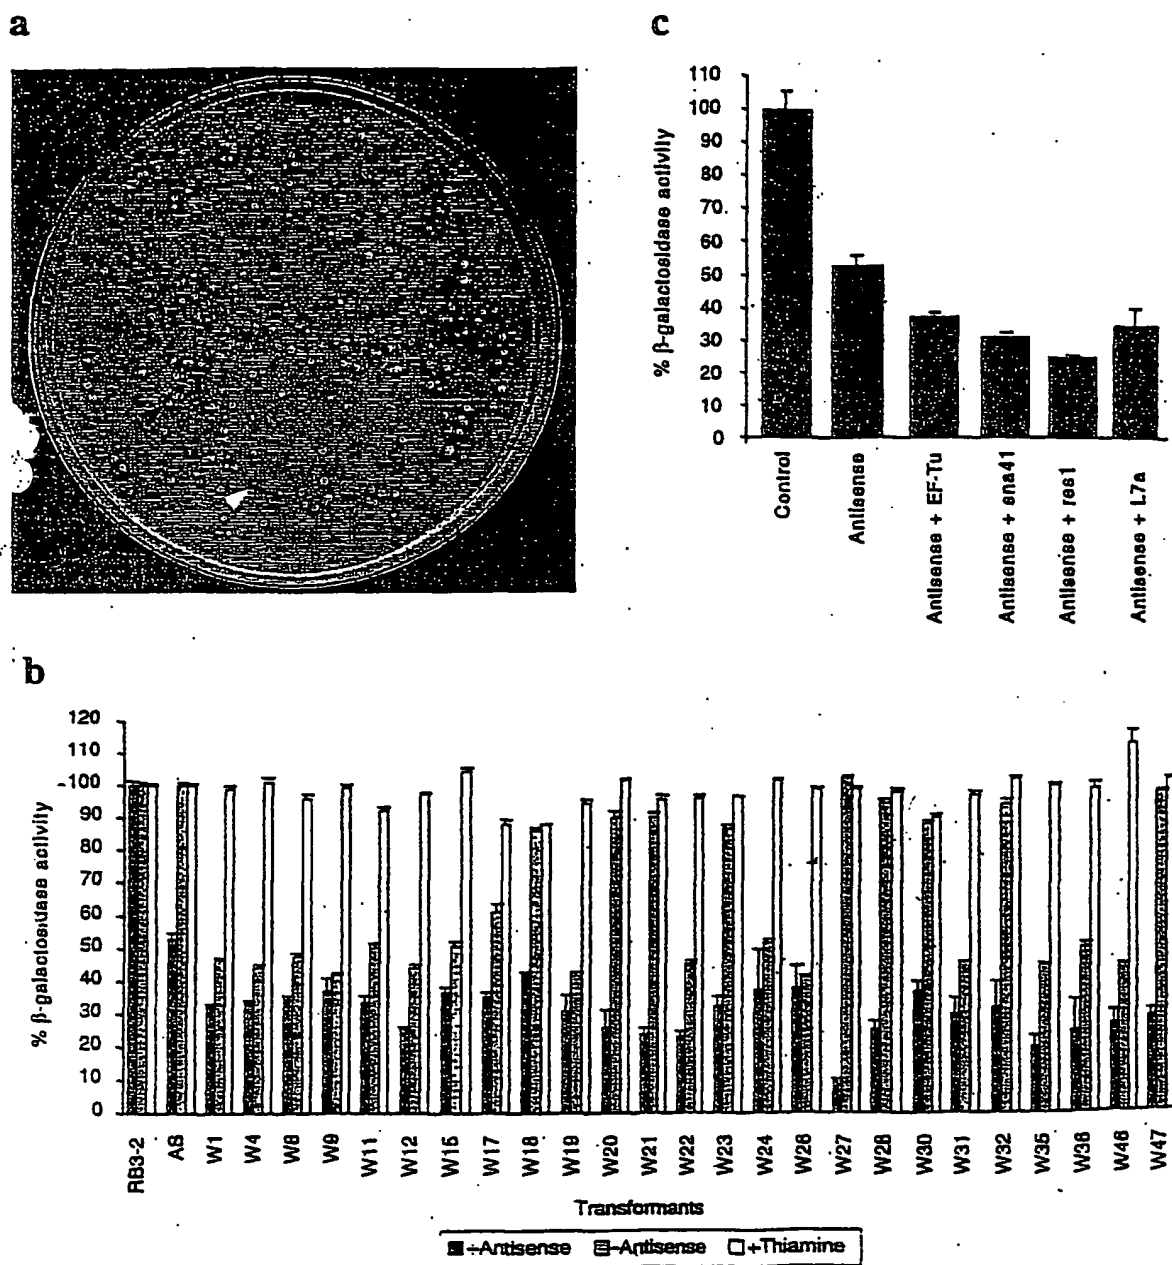 a
c
110
100
90
80
70
60
50
40
30
20
10
0
% β-galactosidase activity
Control
Antisense
Antisense + EF-Tu
Antisense + sna41
Antisense + res1
Antisense + L7a
b
120
110
100
90
80
70
60
50
40
30
20
10
0
% β-galactosidase activity
RB3-2
AS
W1
W4
W8
W9
W11
W12
W15
W17
W18
W19
W20
W21
W22
W23
W24
W26
W27
W28
W30
W31
W32
W35
W36
W46
W47
Transformants
+Antisense -Antisense +Thiamine